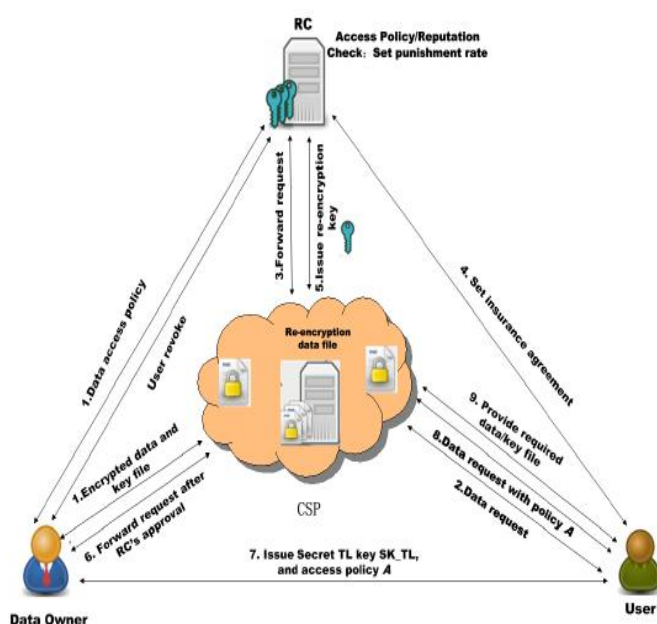 RC
Access Policy/Reputation
Check: Set punishment rate
3.Forward request
5.Issue re-encryption
key
1.Data access policy
User revoke
4. Set insurance agreement
Re-encryption
data file
CSP
1.Encrypted data and
key file
6. Forward request after
RC's approval
9. Provide required
data/key file
8.Data request with policy A
2.Data request
7. Issue Secret TL key SK_TL,
and access policy A
Data Owner
User